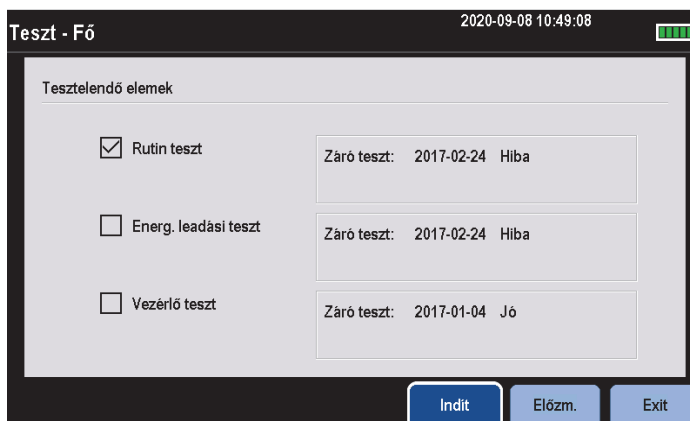 2020-09-08 10:49:08
Teszt - Fő
Tesztelendő elemek
Rutin teszt
Záró teszt: 2017-02-24 Hiba
Energ. leadási teszt
Záró teszt: 2017-02-24 Hiba
Vezérlő teszt
Záró teszt: 2017-01-04 Jó
Indit
Előzm.
Exit